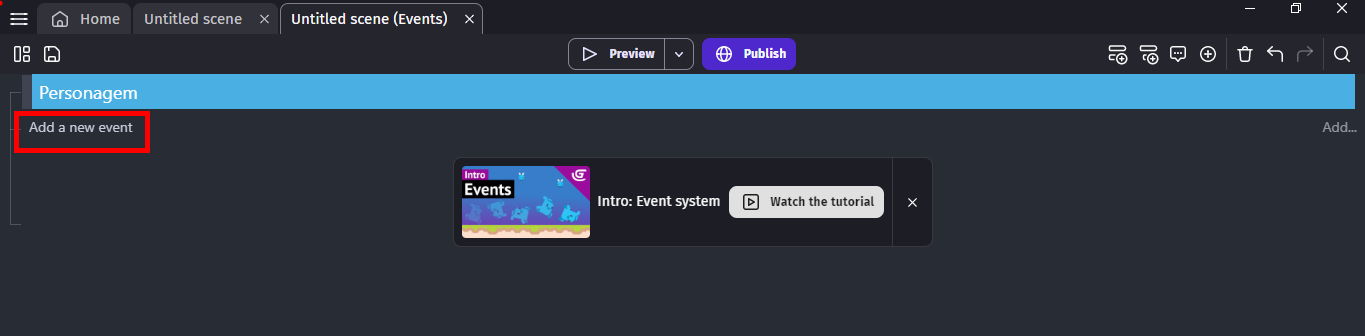 Home
Untitled scene
Untitled scene (Events)
Preview
Publish
Personagem
Add a new event
Add...
Intro
Events
Intro: Event system
Watch the tutorial